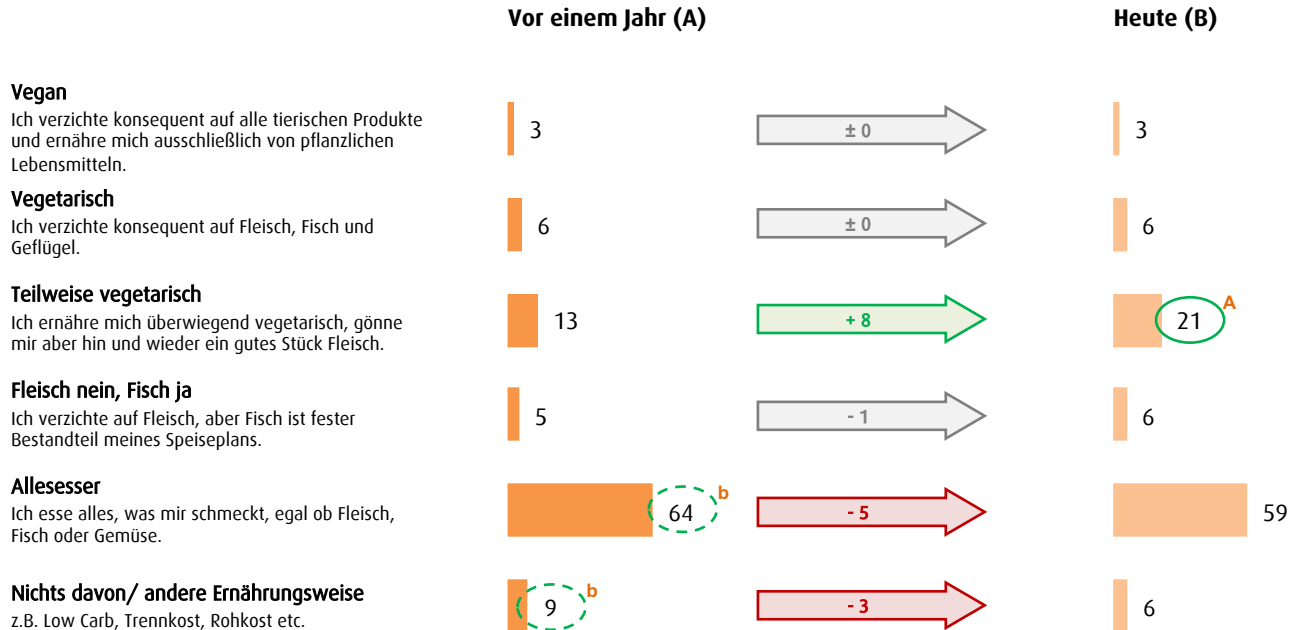 Vor einem Jahr (A)
Heute (B)
Vegan
Ich verzichte konsequent auf alle tierischen Produkte
und ernähre mich ausschließlich von pflanzlichen
Lebensmitteln.
3
± 0
3
Vegetarisch
Ich verzichte konsequent auf Fleisch, Fisch und
Geflügel.
6
± 0
6
Teilweise vegetarisch
Ich ernähre mich überwiegend vegetarisch, gönne
mir aber hin und wieder ein gutes Stück Fleisch.
13
+ 8
21
A
Fleisch nein, Fisch ja
Ich verzichte auf Fleisch, aber Fisch ist fester
Bestandteil meines Speiseplans.
5
- 1
6
Allesesser
Ich esse alles, was mir schmeckt, egal ob Fleisch,
Fisch oder Gemüse.
64
b
- 5
59
Nichts davon/ andere Ernährungsweise
z.B. Low Carb, Trennkost, Rohkost etc.
9
b
- 3
6